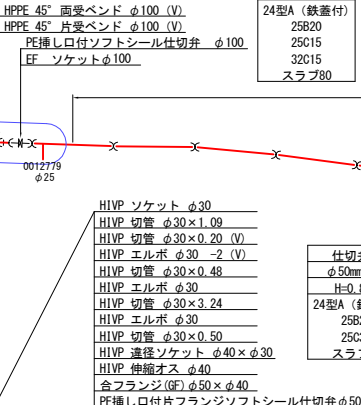 HPPE 45° 両受ベンド φ100 (V)
HPPE 45° 片受ベンド φ100 (V)
PE挿し口付ソフトシール仕切弁 φ100
EF ソケットφ100
24型A（鉄蓋付）
25B20
25C15
32C15
スラブ80
0012779
φ25
HIVP ソケット φ30
HIVP 切管 φ30×1.09
HIVP 切管 φ30×0.20 (V)
HIVP エルボ φ30 -2 (V)
HIVP 切管 φ30×0.48
HIVP エルボ φ30
HIVP 切管 φ30×3.24
HIVP エルボ φ30
HIVP 切管 φ30×0.50
HIVP 違径ソケット φ40×φ30
HIVP 伸縮オス φ40
合フランジ(GF)φ50×φ40
PE挿し口付片フランジソフトシール仕切弁φ50
仕切
φ50mm
H=0.
24型A（
25B
25C
スラ